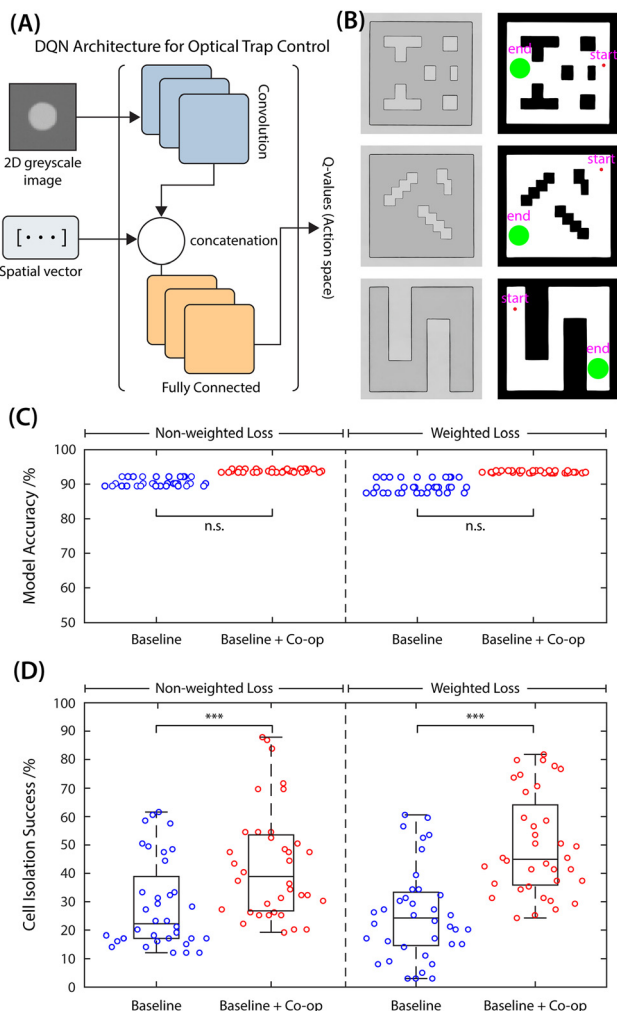 (A)
DQN Architecture for Optical Trap Control
2D greyscale
image
Convolution
[···]
Spatial vector
concatenation
Fully Connected
Q-values (Action space)
(B)
end
start
start
end
start
end
(C)
Non-weighted Loss
Weighted Loss
Model Accuracy /%
100
90
80
70
60
50
n.s.
n.s.
Baseline
Baseline + Co-op
Baseline
Baseline + Co-op
(D)
Non-weighted Loss
Weighted Loss
Cell Isolation Success /%
100
90
80
70
60
50
40
30
20
10
0
***
***
Baseline
Baseline + Co-op
Baseline
Baseline + Co-op